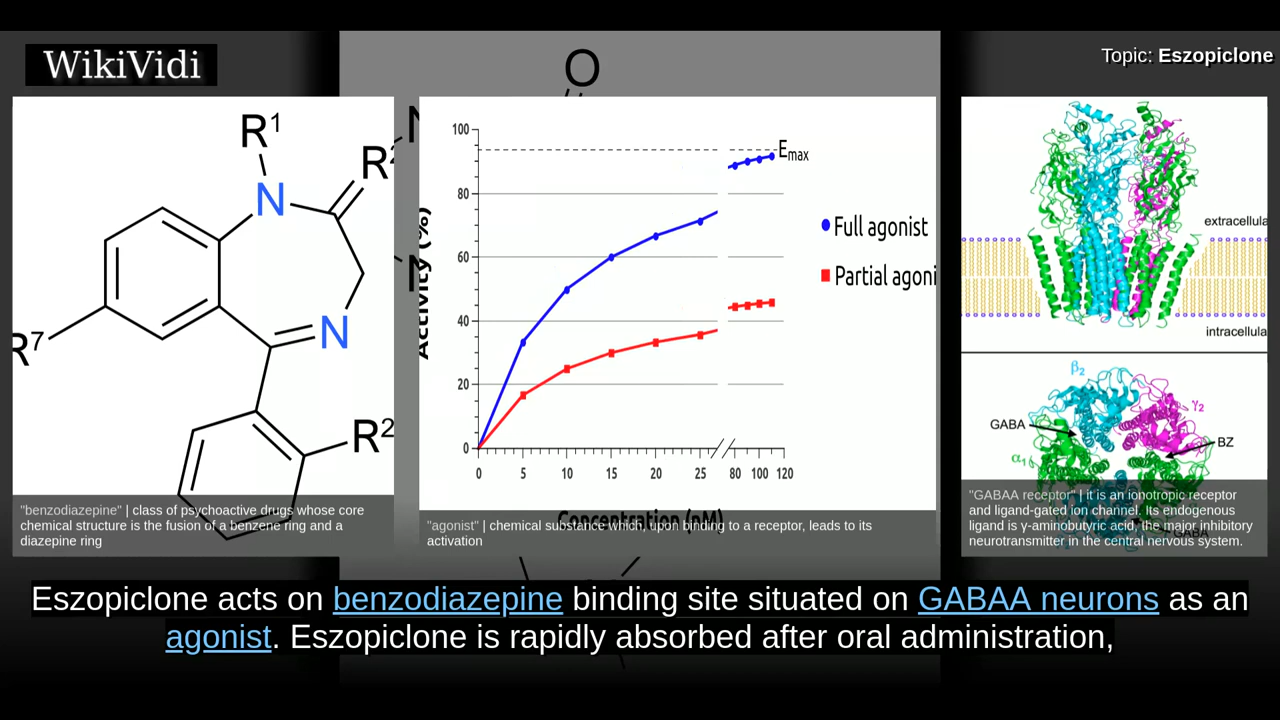 WikiVidi
Topic: Eszopiclone
R1
N
R7
N
R2
O
100
80
60
40
20
0
0 5 10 15 20 25 80 100 120
Activity (%)
Emax
Full agonist
Partial agoni
Concentration (nM)
extracellula
intracellula
β2
γ2
GABA
BZ
α1
GABA
"benzodiazepine" | class of psychoactive drugs whose core
chemical structure is the fusion of a benzene ring and a
diazepine ring
"agonist" | chemical substance which, upon binding to a receptor, leads to its
activation
"GABAA receptor" | it is an ionotropic receptor
and ligand-gated ion channel. Its endogenous
ligand is γ-aminobutyric acid, the major inhibitory
neurotransmitter in the central nervous system.
Eszopiclone acts on benzodiazepine binding site situated on GABAA neurons as an
agonist. Eszopiclone is rapidly absorbed after oral administration,